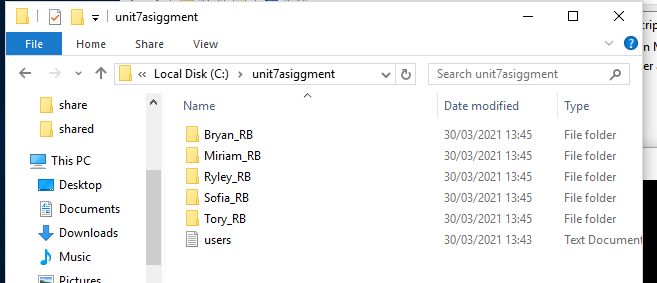 unit7asiggment
File
Home
Share
View
« Local Disk (C:) > unit7asiggment
Search unit7asiggment
share
shared
This PC
Desktop
Documents
Downloads
Music
Pictures
Name Date modified Type
Bryan_RB 30/03/2021 13:45 File folder
Miriam_RB 30/03/2021 13:45 File folder
Ryley_RB 30/03/2021 13:45 File folder
Sofia_RB 30/03/2021 13:45 File folder
Tory_RB 30/03/2021 13:45 File folder
users 30/03/2021 13:43 Text Document